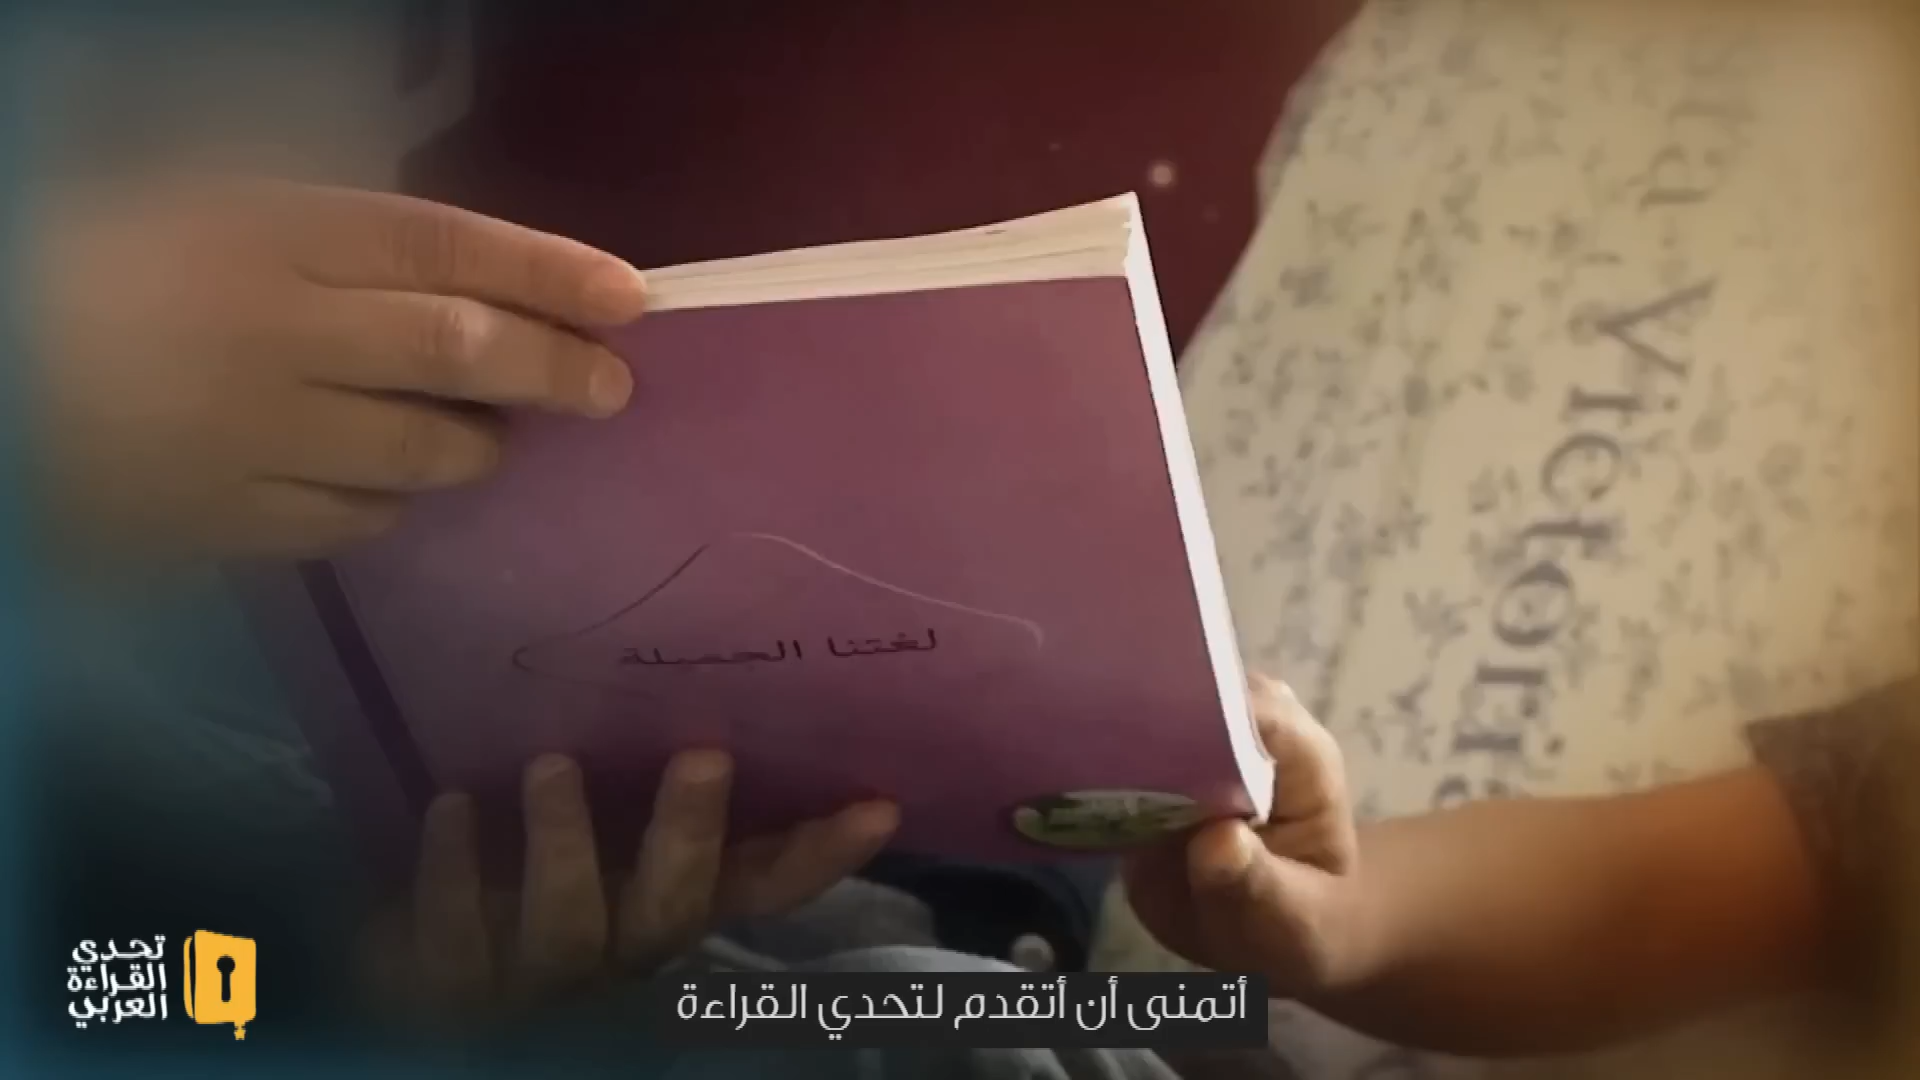 Victoria
لغتنا الجميلة
تحدي
القراءة
العربي
أتمنى أن أتقدم لتحدي القراءة